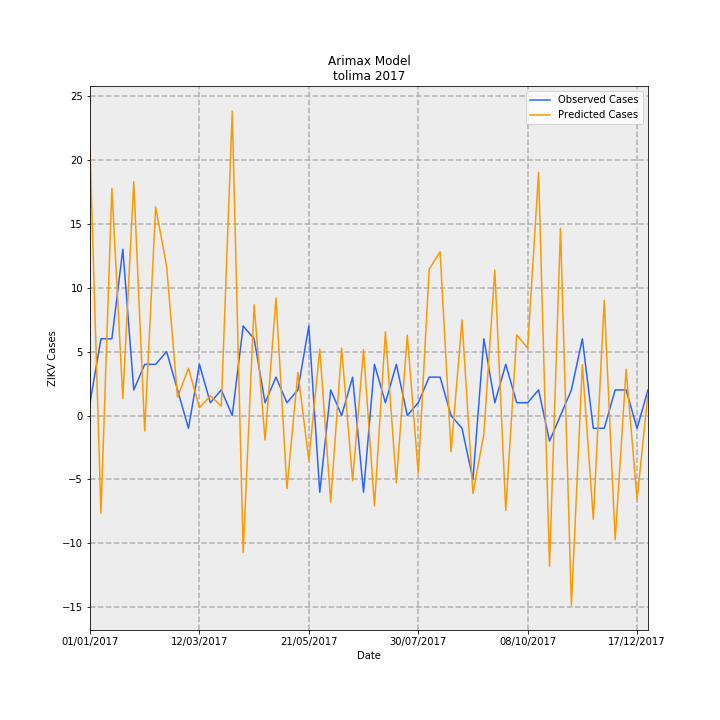 Arimax Model
tolima 2017
Observed Cases
Predicted Cases
ZIKV Cases
25
20
15
10
5
0
−5
−10
−15
01/01/2017 12/03/2017 21/05/2017 30/07/2017 08/10/2017 17/12/2017
Date